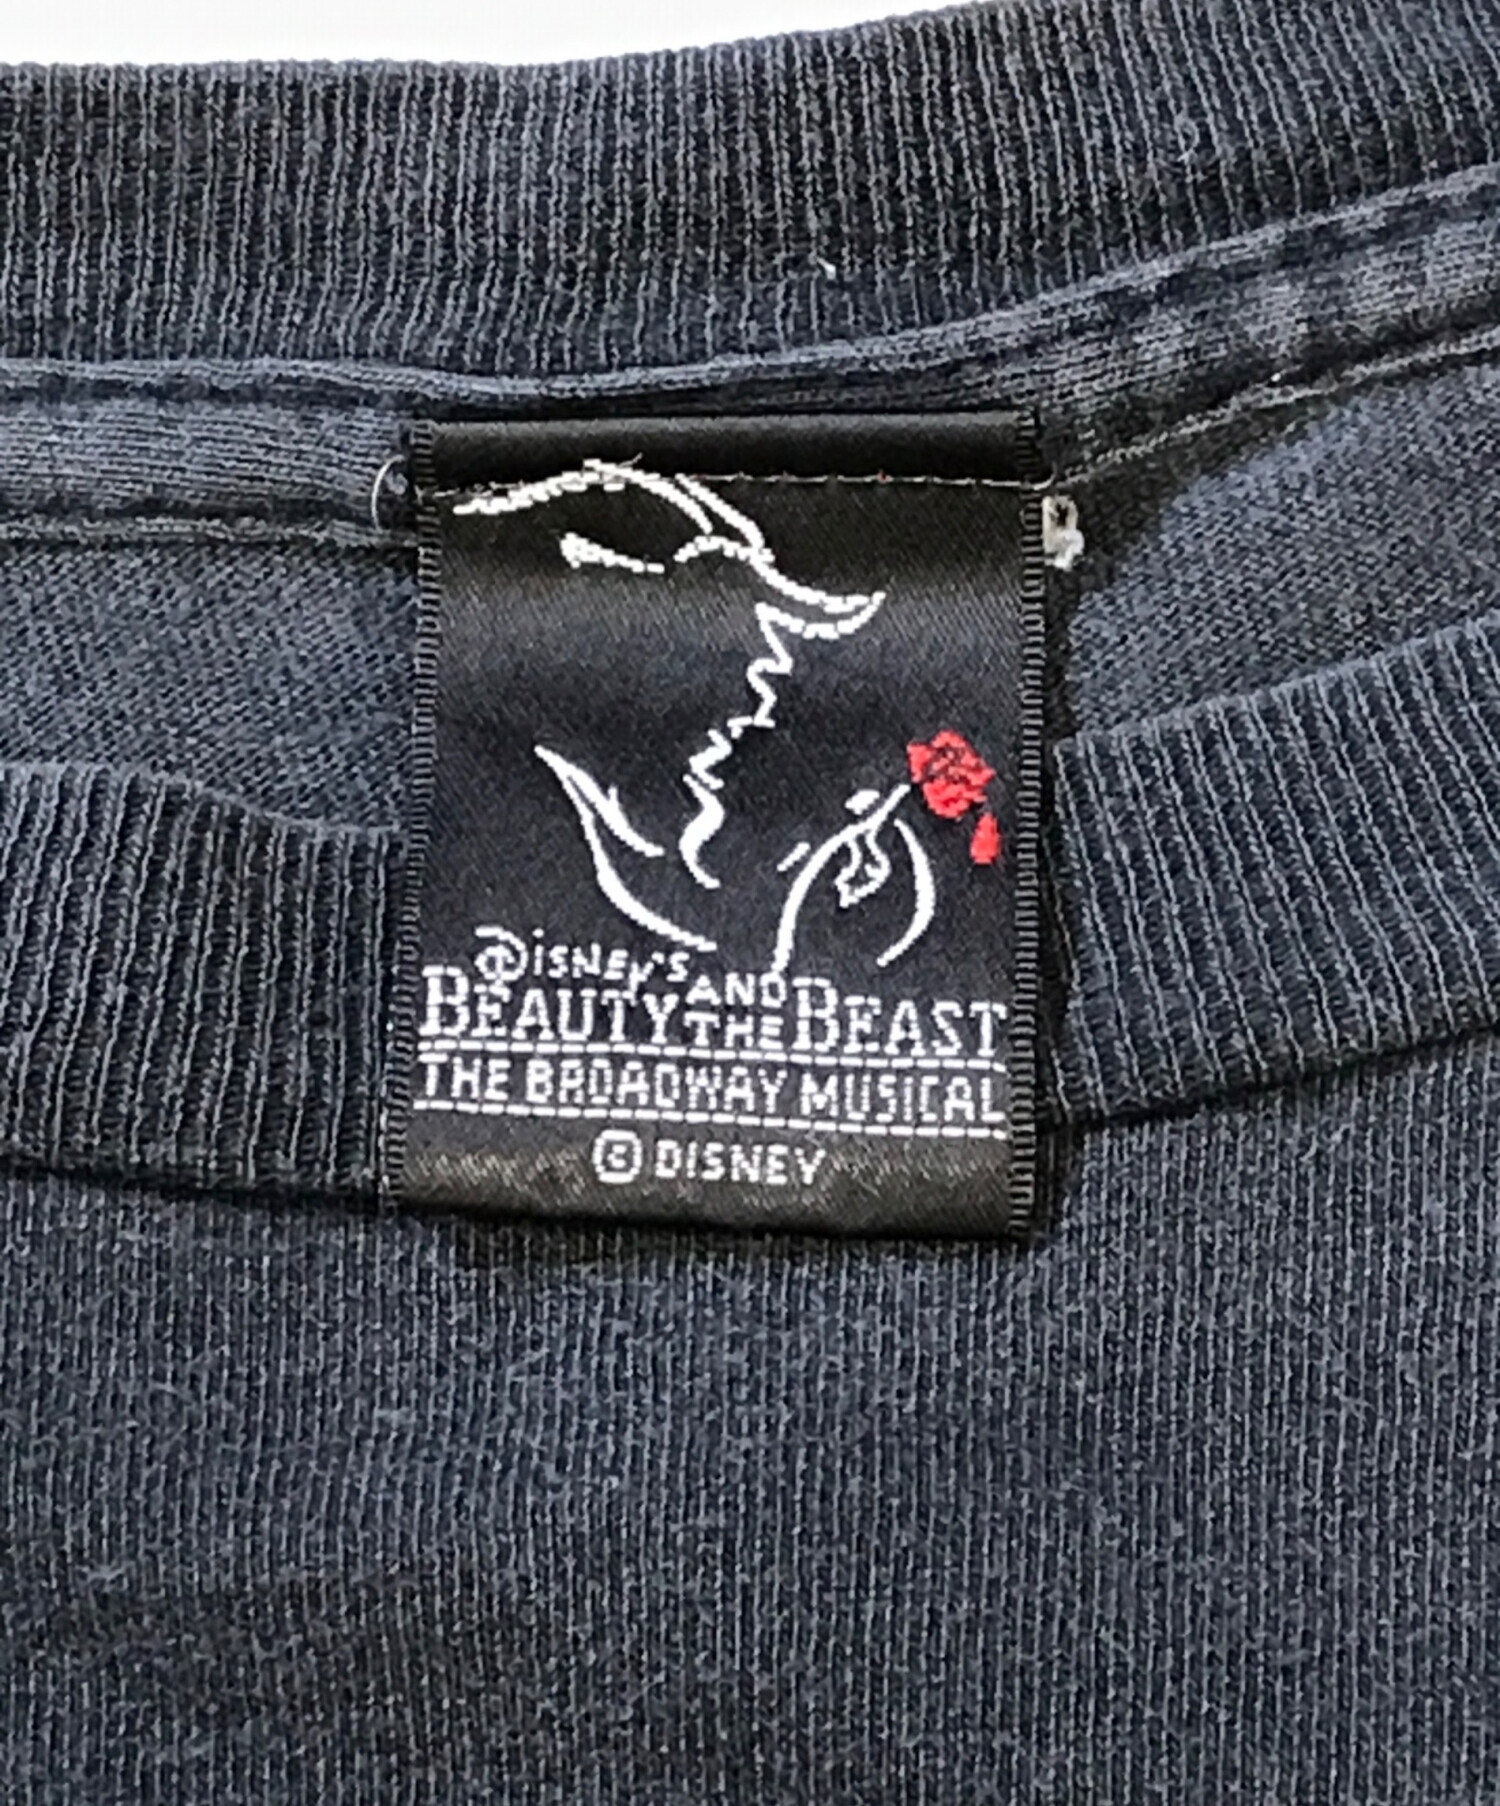 DISNEY'S
BEAUTY AND THE BEAST
THE BROADWAY MUSICAL
© DISNEY